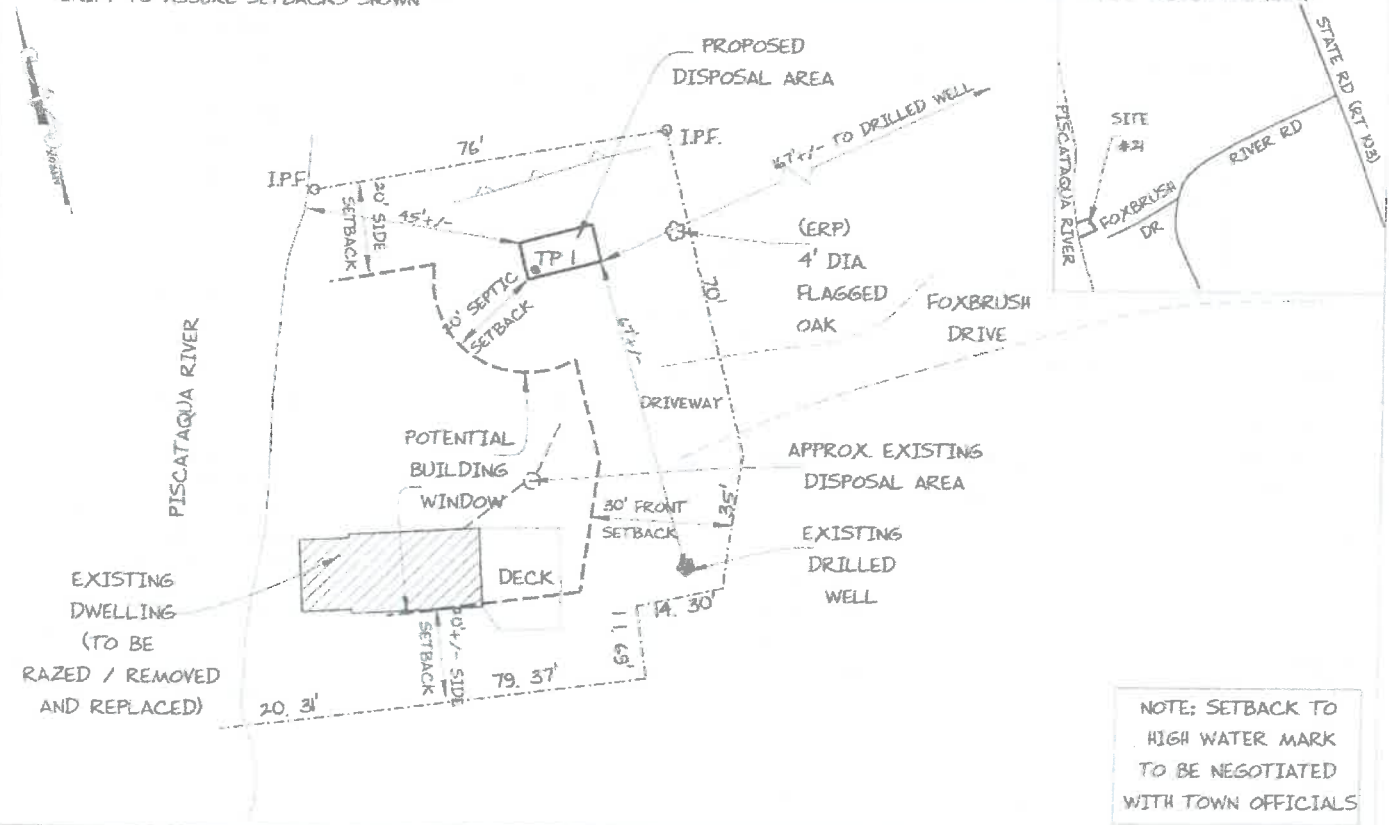 PROPOSED
DISPOSAL AREA
I.P.F.
76'
I.P.F.
20' SIDE
SETBACK
45'+/-
TP 1
20' SEPTIC
SETBACK
TO DRILLED WELL
(ERP)
4' DIA.
FLAGGED
OAK
70'
67'+/-
FOXBRUSH
DRIVE
DRIVEWAY
PISCATAQUA RIVER
POTENTIAL
BUILDING
WINDOW
APPROX. EXISTING
DISPOSAL AREA
30' FRONT
SETBACK
35'
EXISTING
DRILLED
WELL
DECK
EXISTING
DWELLING
(TO BE
RAZED / REMOVED
AND REPLACED)
SIDE
SETBACK
14. 30'
11. 69'
79. 37'
20. 31'
STATE RD (RT 103)
RIVER RD
SITE
#21
FOXBRUSH
DR
PISCATAQUA RIVER
NOTE: SETBACK TO
HIGH WATER MARK
TO BE NEGOTIATED
WITH TOWN OFFICIALS